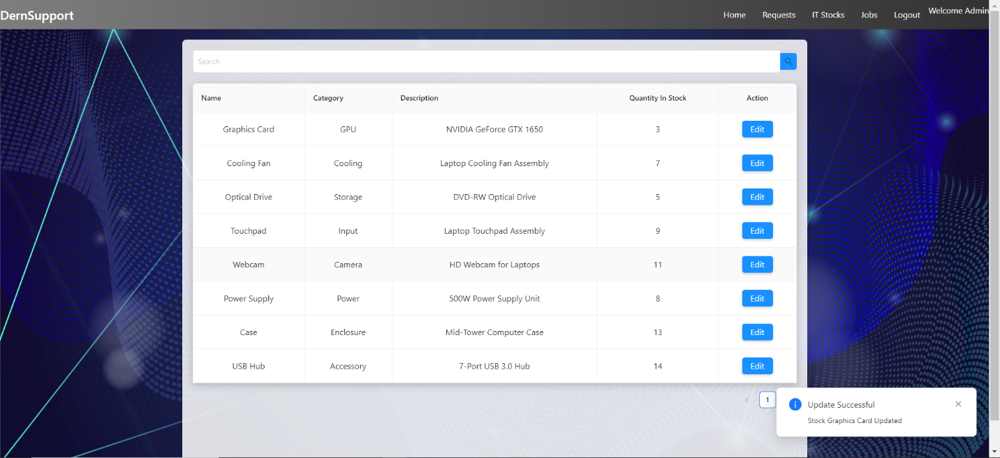 DernSupport Home Requests IT Stocks Jobs Logout Welcome Admin
Search
Name Category Description Quantity In Stock Action
Graphics Card GPU NVIDIA GeForce GTX 1650 3 Edit
Cooling Fan Cooling Laptop Cooling Fan Assembly 7 Edit
Optical Drive Storage DVD-RW Optical Drive 5 Edit
Touchpad Input Laptop Touchpad Assembly 9 Edit
Webcam Camera HD Webcam for Laptops 11 Edit
Power Supply Power 500W Power Supply Unit 8 Edit
Case Enclosure Mid-Tower Computer Case 13 Edit
USB Hub Accessory 7-Port USB 3.0 Hub 14 Edit
1
Update Successful
Stock Graphics Card Updated